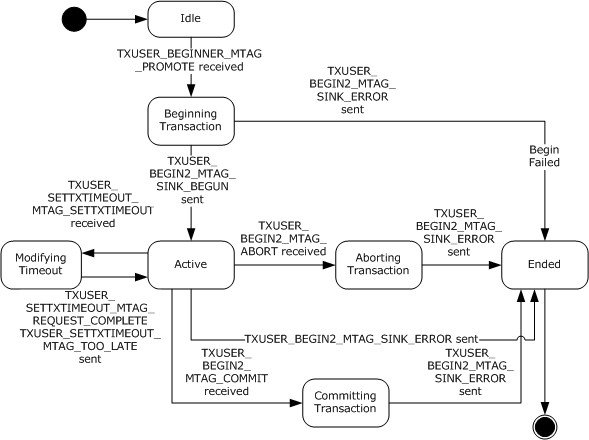 Idle
TXUSER_BEGINNER_MTAG
_PROMOTE received
TXUSER_
BEGIN2_MTAG_
SINK_ERROR
sent
Beginning
Transaction
Begin
Failed
TXUSER_
BEGIN2_MTAG_
SINK_BEGUN
sent
TXUSER_
SETTXTIMEOUT_
MTAG_SETTXTIMEOUT
received
TXUSER_
BEGIN2_MTAG_
ABORT received
TXUSER_
BEGIN2_MTAG_
SINK_ERROR
sent
Modifying
Timeout
Active
Aborting
Transaction
Ended
TXUSER_
SETTXTIMEOUT_MTAG_
REQUEST_COMPLETE
TXUSER_SETTXTIMEOUT_
MTAG_TOO_LATE
sent
TXUSER_BEGIN2_MTAG_SINK_ERROR sent
TXUSER_
BEGIN2_
MTAG_COMMIT
received
TXUSER_
BEGIN2_MTAG_
SINK_ERROR
sent
Committing
Transaction